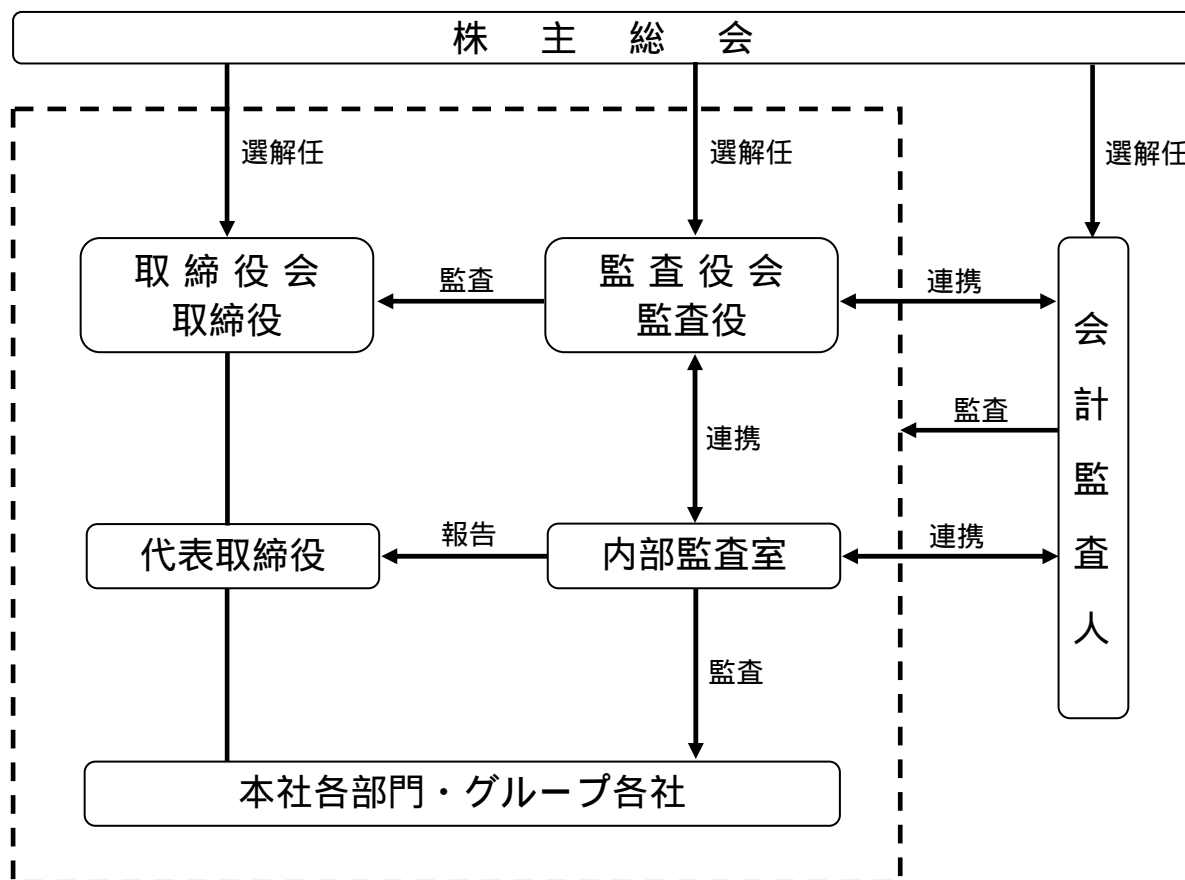 株主総会
選解任
選解任
選解任
取締役会
取締役
監査
監査役会
監査役
連携
会計監査人
監査
連携
代表取締役
報告
内部監査室
連携
監査
本社各部門・グループ各社